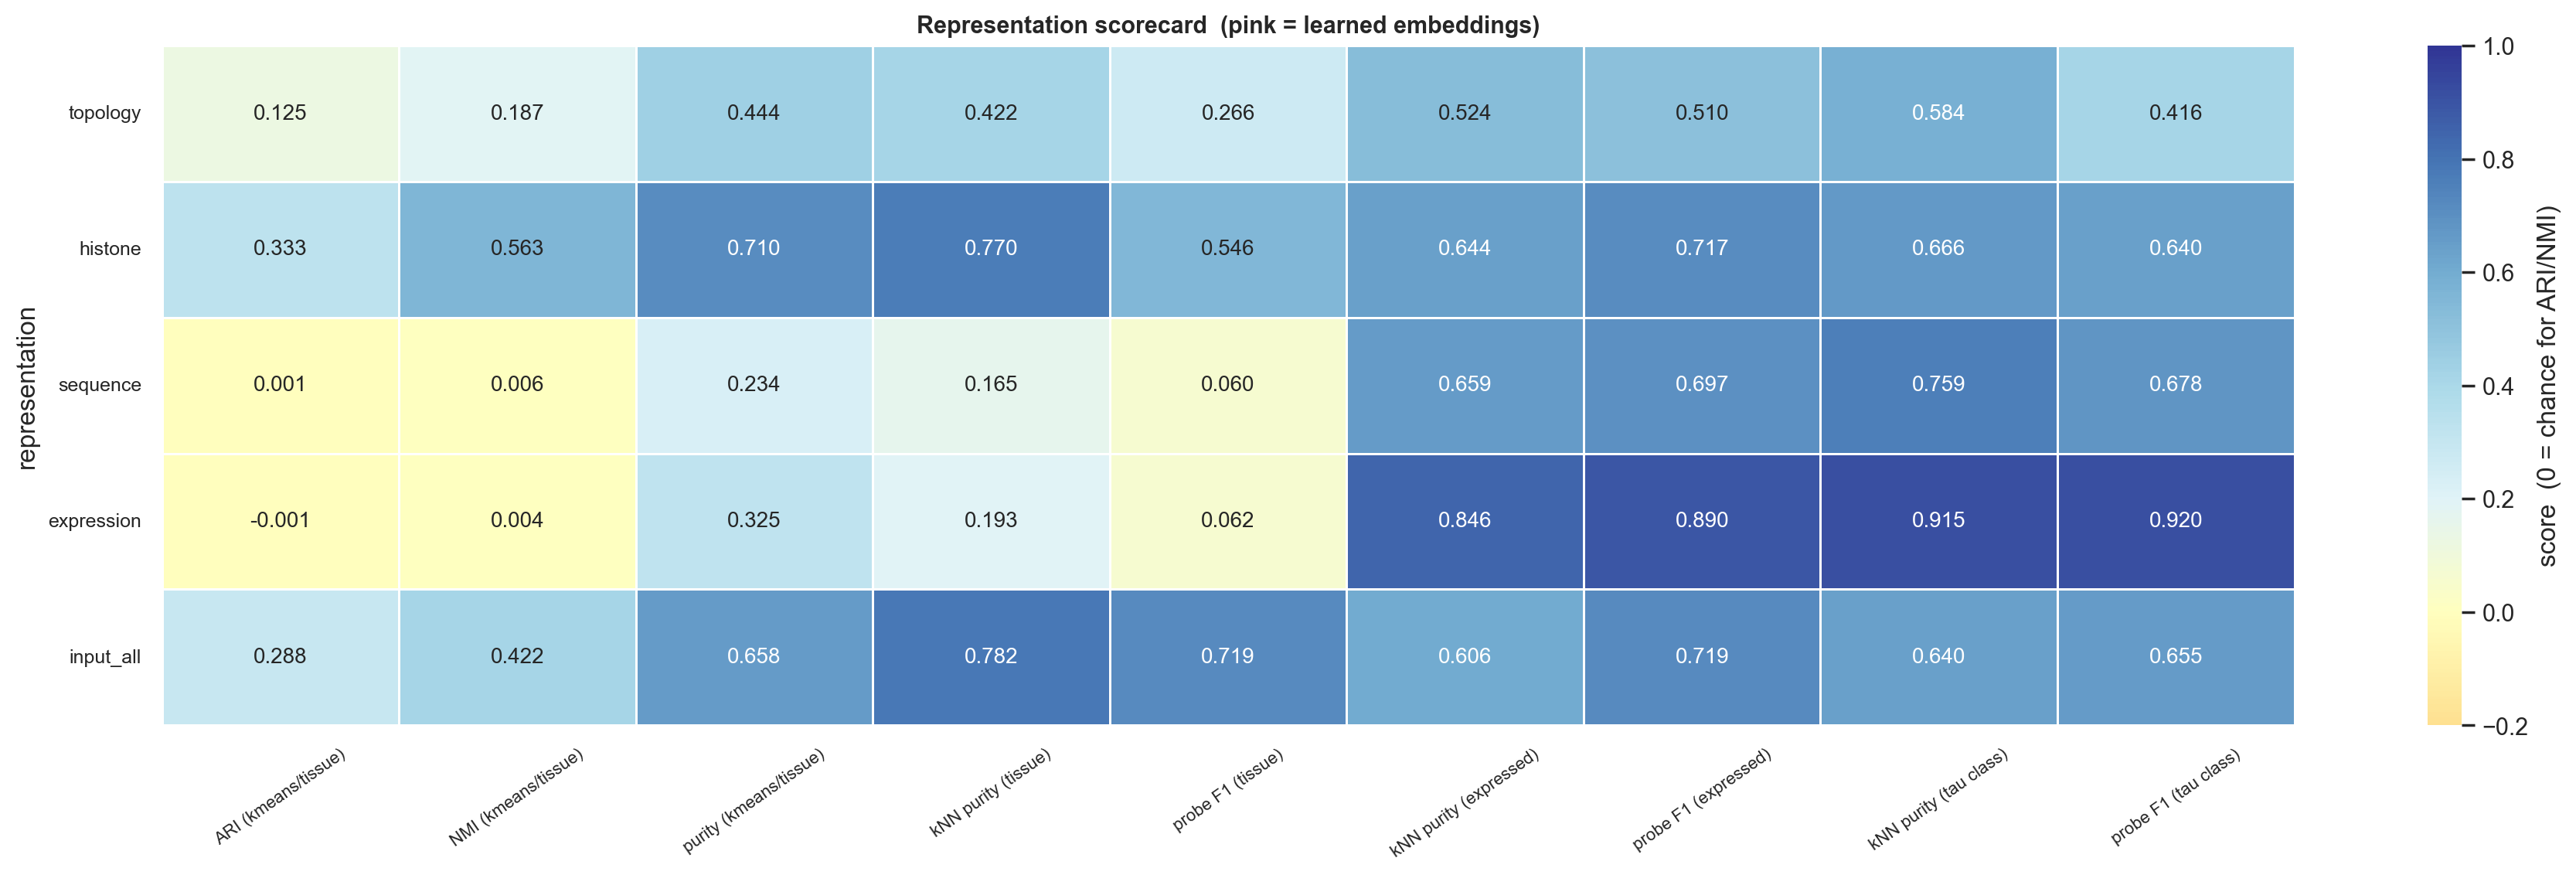 Representation scorecard  (pink = learned embeddings)
representation
topology 0.125 0.187 0.444 0.422 0.266 0.524 0.510 0.584 0.416
histone 0.333 0.563 0.710 0.770 0.546 0.644 0.717 0.666 0.640
sequence 0.001 0.006 0.234 0.165 0.060 0.659 0.697 0.759 0.678
expression -0.001 0.004 0.325 0.193 0.062 0.846 0.890 0.915 0.920
input_all 0.288 0.422 0.658 0.782 0.719 0.606 0.719 0.640 0.655
ARI (kmeans/tissue)
NMI (kmeans/tissue)
purity (kmeans/tissue)
kNN purity (tissue)
probe F1 (tissue)
kNN purity (expressed)
probe F1 (expressed)
kNN purity (tau class)
probe F1 (tau class)
1.0
0.8
0.6
0.4
0.2
0.0
−0.2
score  (0 = chance for ARI/NMI)